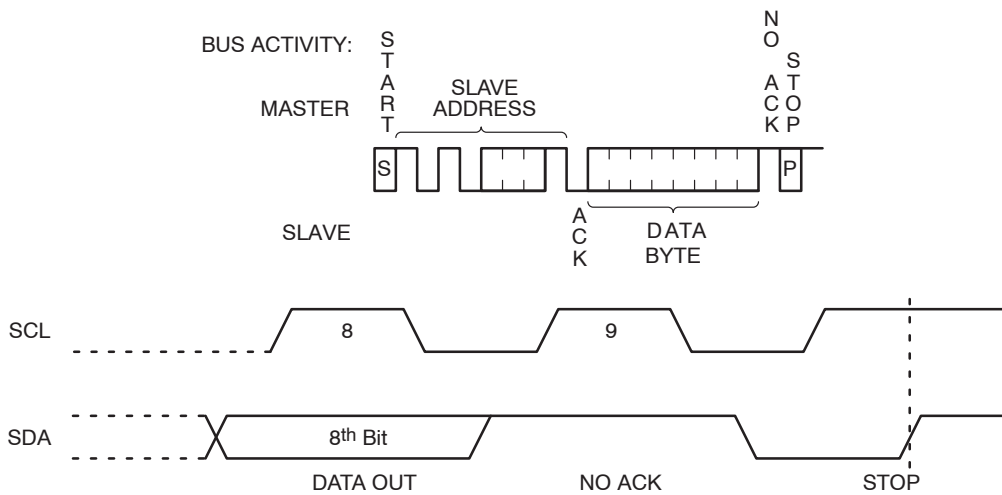 BUS ACTIVITY:
MASTER
START
SLAVE
ADDRESS
NO ACK
STOP
S
P
SLAVE
ACK
DATA
BYTE
SCL
8
9
SDA
8th Bit
DATA OUT
NO ACK
STOP